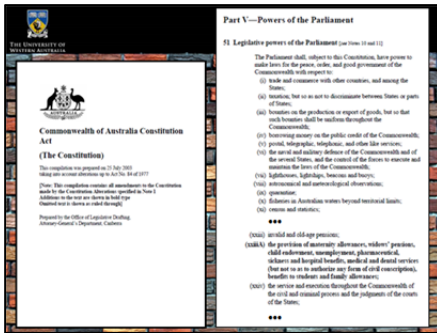 THE UNIVERSITY OF
WESTERN AUSTRALIA
Commonwealth of Australia Constitution
Act
(The Constitution)
This compilation was prepared on 25 July 2003
taking into account alterations up to Act No. 84 of 1977
[Note: This compilation contains all amendments to the Constitution
made by the Constitution Alterations specified in Note 1
Additions to the text are shown in bold type
Omitted text is shown as ruled through]
Prepared by the Office of Legislative Drafting,
Attorney-General's Department, Canberra
Part V—Powers of the Parliament
51 Legislative powers of the Parliament [see Notes 10 and 11]
The Parliament shall, subject to this Constitution, have power to
make laws for the peace, order, and good government of the
Commonwealth with respect to:
(i) trade and commerce with other countries, and among the
States;
(ii) taxation; but so as not to discriminate between States or parts
of States;
(iii) bounties on the production or export of goods, but so that
such bounties shall be uniform throughout the
Commonwealth;
(iv) borrowing money on the public credit of the Commonwealth;
(v) postal, telegraphic, telephonic, and other like services;
(vi) the naval and military defence of the Commonwealth and of
the several States, and the control of the forces to execute and
maintain the laws of the Commonwealth;
(vii) lighthouses, lightships, beacons and buoys;
(viii) astronomical and meteorological observations;
(ix) quarantine;
(x) fisheries in Australian waters beyond territorial limits;
(xi) census and statistics;
●●●
(xxiii) invalid and old-age pensions;
(xxiiiA) the provision of maternity allowances, widows' pensions,
child endowment, unemployment, pharmaceutical,
sickness and hospital benefits, medical and dental services
(but not so as to authorize any form of civil conscription),
benefits to students and family allowances;
(xxiv) the service and execution throughout the Commonwealth of
the civil and criminal process and the judgments of the courts
of the States;
●●●